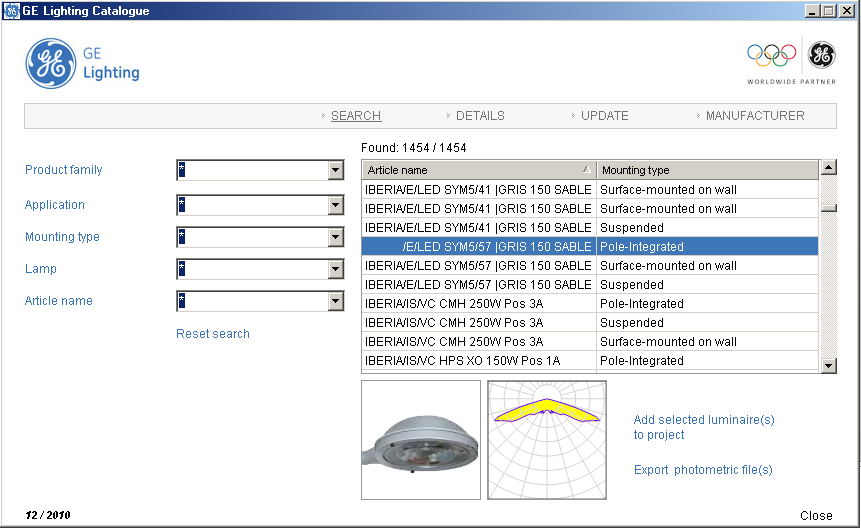 GE Lighting Catalogue
GE
Lighting
WORLDWIDE PARTNER
SEARCH
DETAILS
UPDATE
MANUFACTURER
Found: 1454 / 1454
Product family
*
Application
*
Mounting type
*
Lamp
*
Article name
*
Reset search
Article name Mounting type
IBERIA/E/LED SYM5/41 |GRIS 150 SABLE Surface-mounted on wall
IBERIA/E/LED SYM5/41 |GRIS 150 SABLE Surface-mounted on wall
IBERIA/E/LED SYM5/41 |GRIS 150 SABLE Suspended
/E/LED SYM5/57 |GRIS 150 SABLE Pole-Integrated
IBERIA/E/LED SYM5/57 |GRIS 150 SABLE Surface-mounted on wall
IBERIA/E/LED SYM5/57 |GRIS 150 SABLE Suspended
IBERIA/IS/VC CMH 250W Pos 3A Pole-Integrated
IBERIA/IS/VC CMH 250W Pos 3A Suspended
IBERIA/IS/VC CMH 250W Pos 3A Surface-mounted on wall
IBERIA/IS/VC HPS XO 150W Pos 1A Pole-Integrated
Add selected luminaire(s)
to project
Export photometric file(s)
12 / 2010
Close